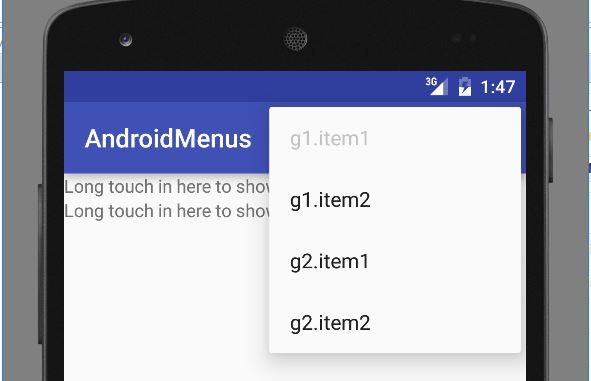 3G 1:47
AndroidMenus
g1.item1
Long touch in here to show
Long touch in here to show
g1.item2
g2.item1
g2.item2